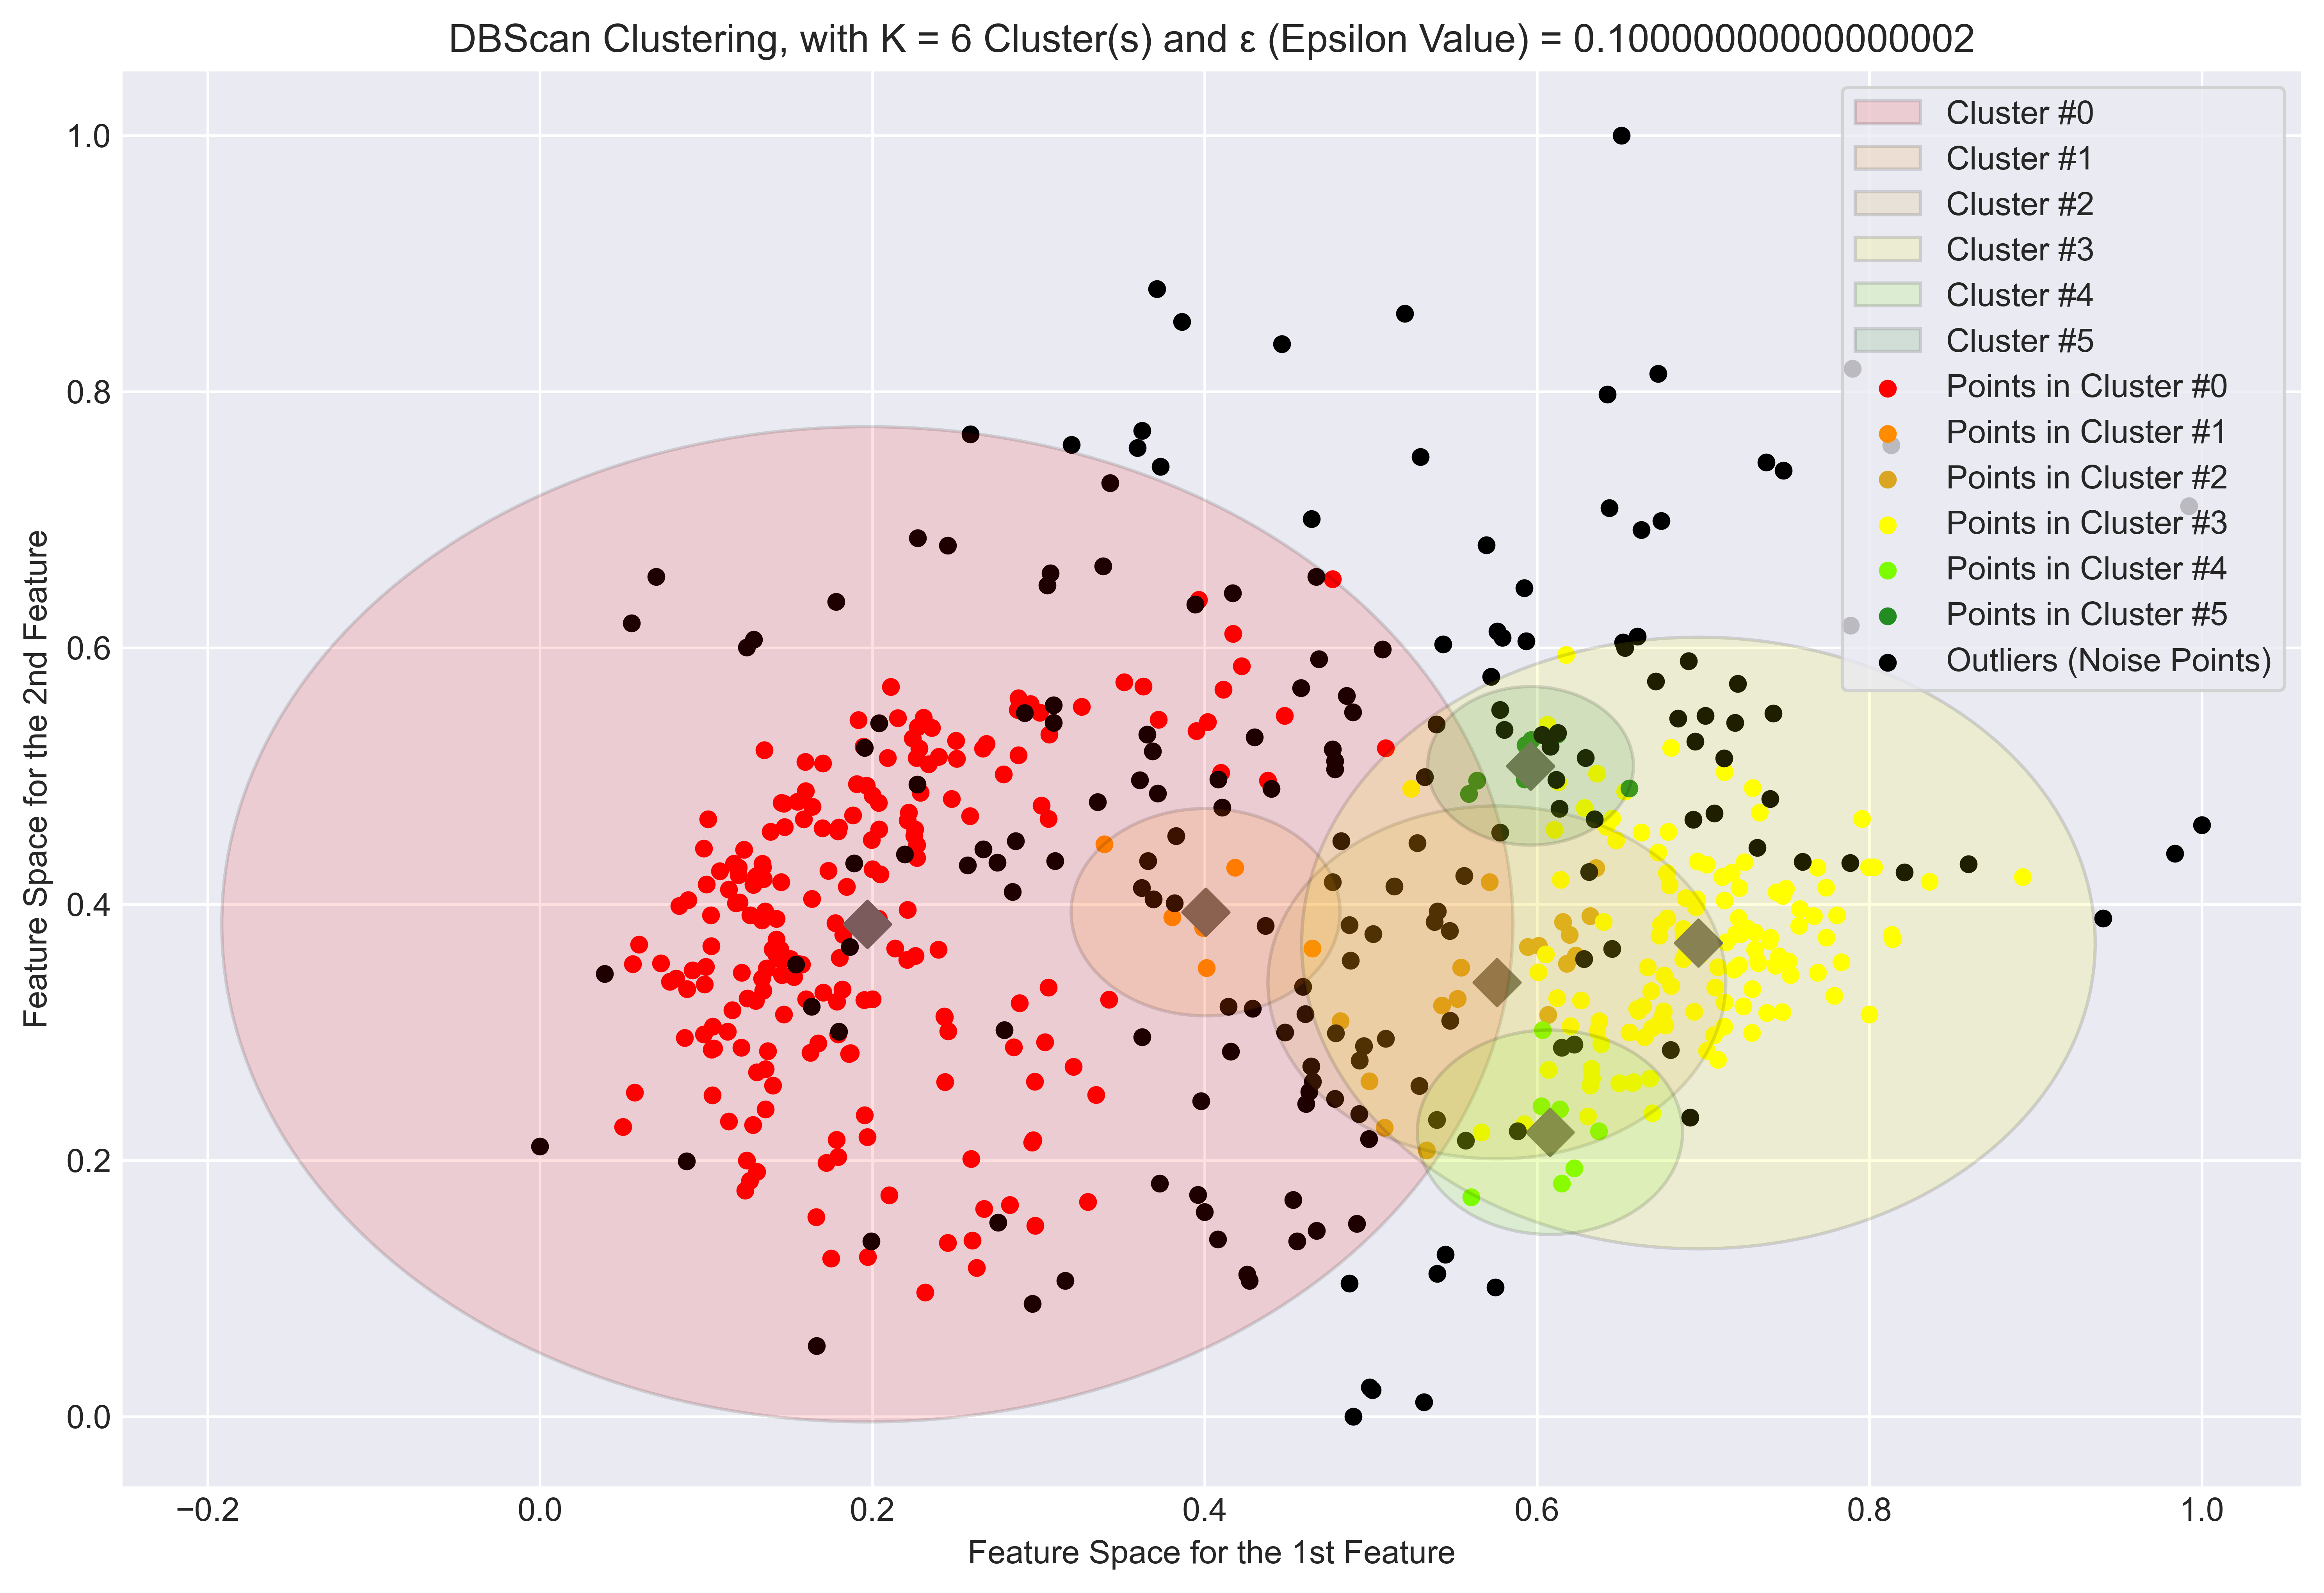 DBScan Clustering, with K = 6 Cluster(s) and ε (Epsilon Value) = 0.10000000000000002
Cluster #0
Cluster #1
Cluster #2
Cluster #3
Cluster #4
Cluster #5
Points in Cluster #0
Points in Cluster #1
Points in Cluster #2
Points in Cluster #3
Points in Cluster #4
Points in Cluster #5
Outliers (Noise Points)
1.0
0.8
0.6
0.4
0.2
0.0
Feature Space for the 2nd Feature
−0.2
0.0
0.2
0.4
0.6
0.8
1.0
Feature Space for the 1st Feature